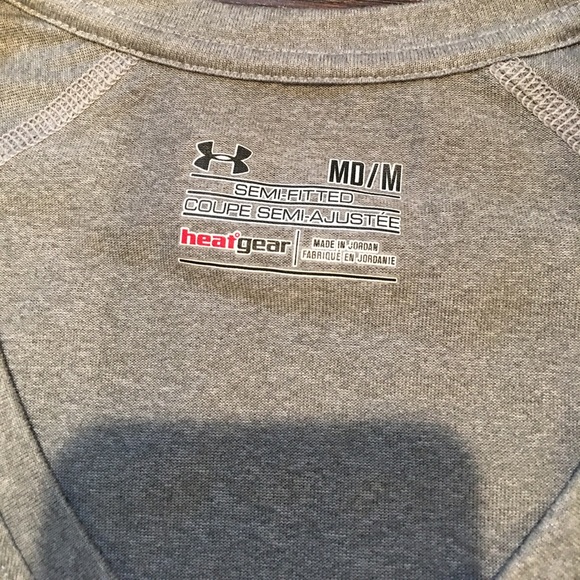 MD/M
SEMI-FITTED
COUPE SEMI-AJUSTÉE
heatgear
MADE IN JORDAN
FABRIQUÉ EN JORDANIE